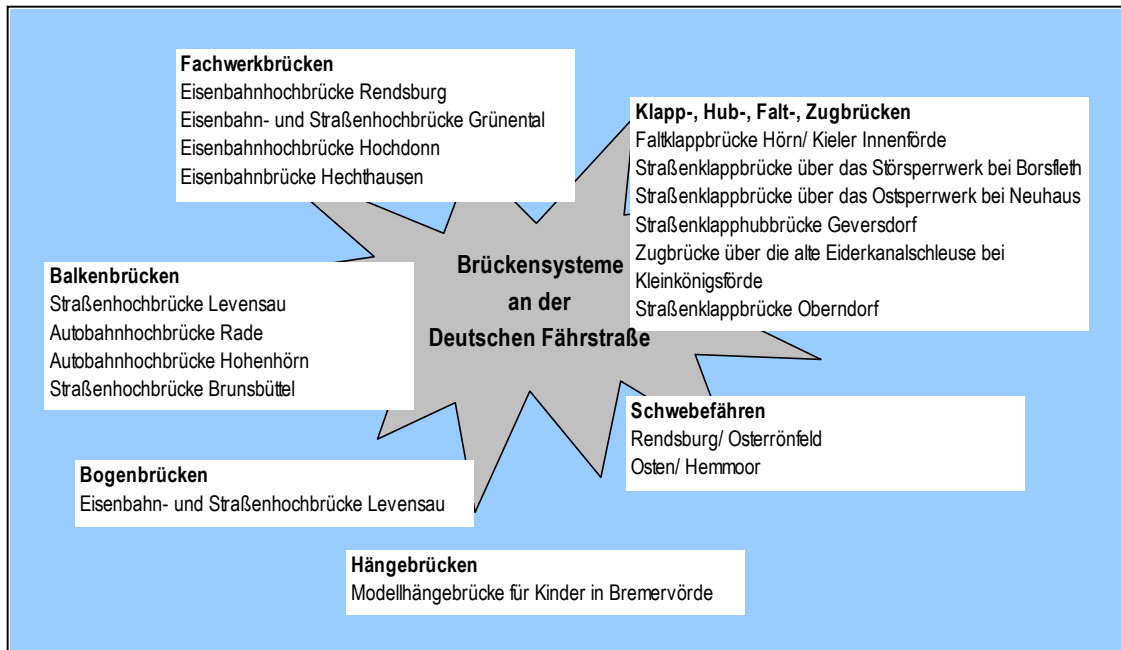 Fachwerkbrücken
Eisenbahnhochbrücke Rendsburg
Eisenbahn- und Straßenhochbrücke Grünental
Eisenbahnhochbrücke Hochdonn
Eisenbahnbrücke Hechthausen
Klapp-, Hub-, Falt-, Zugbrücken
Faltklappbrücke Hörn/ Kieler Innenförde
Straßenklappbrücke über das Störsperrwerk bei Borsfleth
Straßenklappbrücke über das Ostsperrwerk bei Neuhaus
Straßenklapphubbrücke Geversdorf
Zugbrücke über die alte Eiderkanalschleuse bei
Kleinkönigsförde
Straßenklappbrücke Oberndorf
Brückensysteme
an der
Deutschen Fährstraße
Balkenbrücken
Straßenhochbrücke Levensau
Autobahnhochbrücke Rade
Autobahnhochbrücke Hohenhörn
Straßenhochbrücke Brunsbüttel
Schwebefähren
Rendsburg/ Osterrönfeld
Osten/ Hemmoor
Bogenbrücken
Eisenbahn- und Straßenhochbrücke Levensau
Hängebrücken
Modellhängebrücke für Kinder in Bremervörde